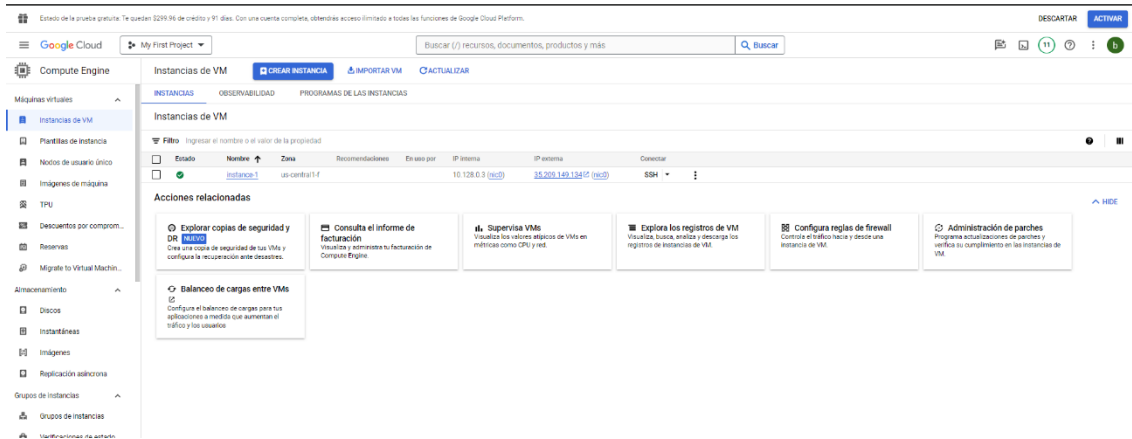 Estado de la prueba gratuita: Te quedan $299.96 de crédito y 91 días. Con una cuenta completa, obtendrás acceso ilimitado a todas las funciones de Google Cloud Platform.
DESCARTAR
ACTIVAR
Google Cloud
My First Project
Buscar (/) recursos, documentos, productos y más
Buscar
11
b
Compute Engine
Instancias de VM
CREAR INSTANCIA
IMPORTAR VM
ACTUALIZAR
Máquinas virtuales
Instancias de VM
Plantillas de instancia
Nodos de usuario único
Imágenes de máquina
TPU
Descuentos por comprom...
Reservas
Migrate to Virtual Machin...
Almacenamiento
Discos
Instantáneas
Imágenes
Replicación asíncrona
Grupos de instancias
Grupos de instancias
Verificaciones de estado
INSTANCIAS
OBSERVABILIDAD
PROGRAMAS DE LAS INSTANCIAS
Instancias de VM
Filtro Ingresar el nombre o el valor de la propiedad
Estado Nombre Zona Recomendaciones En uso por IP interna IP externa Conectar
instance-1 us-central1-f 10.128.0.3 (nic0) 35.209.149.134 (nic0) SSH
Acciones relacionadas
HIDE
Explorar copias de seguridad y
DR NUEVO
Crea una copia de seguridad de tus VMs y
configura la recuperación ante desastres.
Consulta el informe de
facturación
Visualiza y administra tu facturación de
Compute Engine.
Supervisa VMs
Visualiza los valores atípicos de VMs en
métricas como CPU y red.
Explora los registros de VM
Visualiza, busca, analiza y descarga los
registros de instancias de VM.
Configura reglas de firewall
Controla el tráfico hacia y desde una
instancia de VM.
Administración de parches
Programa actualizaciones de parches y
verifica su cumplimiento en las instancias de
VM.
Balanceo de cargas entre VMs
Configura el balanceo de cargas para tus
aplicaciones a medida que aumentan el
tráfico y los usuarios